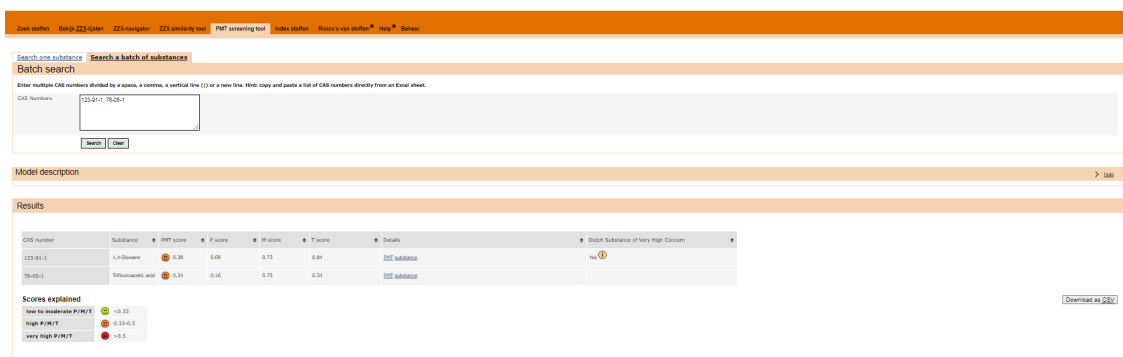 Zoek stoffen Bekijk ZZS-lijsten ZZS-navigator ZZS similarity tool PMT screening tool Index stoffen Risico's van stoffen Help Beheer
Search one substance Search a batch of substances
Batch search
Enter multiple CAS numbers divided by a space, a comma, a vertical line (|) or a new line. Hint: copy and paste a list of CAS numbers directly from an Excel sheet.
CAS Numbers 123-91-1; 76-05-1
Search Clear
Model description > hide
Results
CAS number Substance PMT score P score M score T score Details Dutch Substance of Very High Concern
123-91-1 1,4-Dioxane 0.38 0.09 0.73 0.84 PMT substance Yes i
76-05-1 Trifluoroacetic acid 0.34 0.16 0.75 0.34 PMT substance
Scores explained
Download as CSV
low to moderate P/M/T <0.33
high P/M/T 0.33-0.5
very high P/M/T >0.5